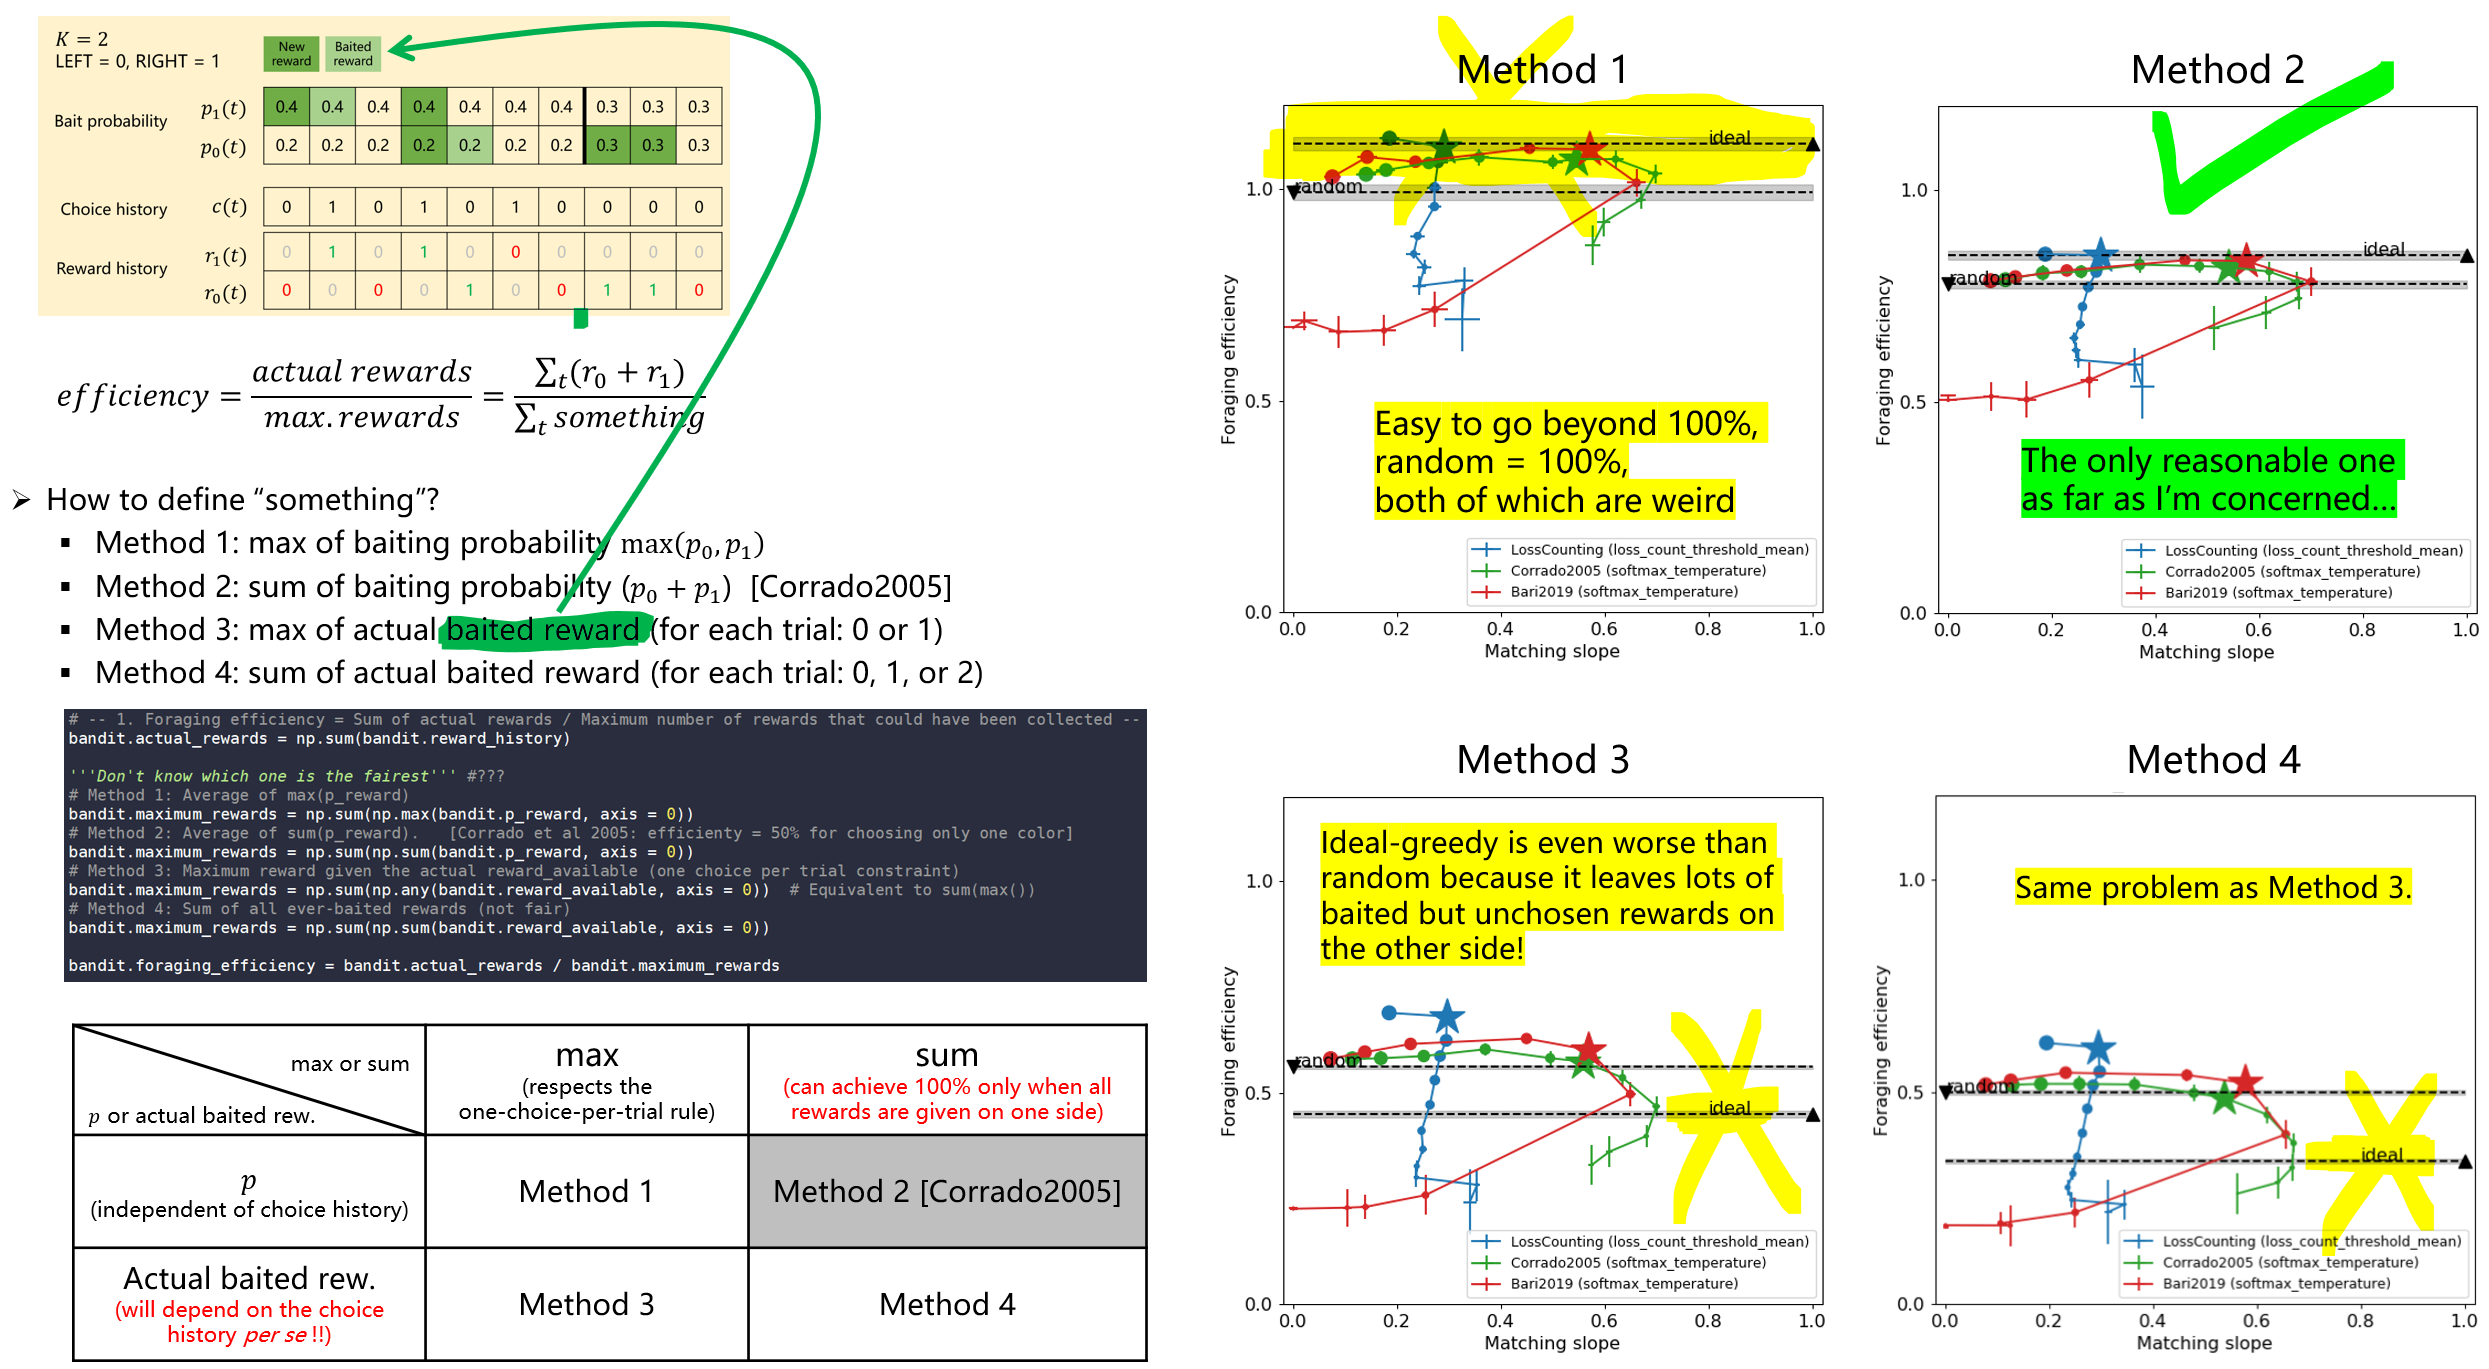 K = 2
LEFT = 0, RIGHT = 1
New
reward
Baited
reward
Bait probability
p₁(t) 0.4 0.4 0.4 0.4 0.4 0.4 0.4 0.3 0.3 0.3
p₀(t) 0.2 0.2 0.2 0.2 0.2 0.2 0.2 0.3 0.3 0.3
Choice history c(t) 0 1 0 1 0 1 0 0 0 0
Reward history
r₁(t) 0 1 0 1 0 0 0 0 0 0
r₀(t) 0 0 0 0 1 0 0 1 1 0
efficiency = actual rewards / max. rewards = ∑ₜ(r₀ + r₁) / ∑ₜ something
➢ How to define “something”?
▪ Method 1: max of baiting probability max(p₀, p₁)
▪ Method 2: sum of baiting probability (p₀ + p₁) [Corrado2005]
▪ Method 3: max of actual baited reward (for each trial: 0 or 1)
▪ Method 4: sum of actual baited reward (for each trial: 0, 1, or 2)
# -- 1. Foraging efficiency = Sum of actual rewards / Maximum number of rewards that could have been collected --
bandit.actual_rewards = np.sum(bandit.reward_history)
'''Don't know which one is the fairest''' #???
# Method 1: Average of max(p_reward)
bandit.maximum_rewards = np.sum(np.max(bandit.p_reward, axis = 0))
# Method 2: Average of sum(p_reward).   [Corrado et al 2005: efficienty = 50% for choosing only one color]
bandit.maximum_rewards = np.sum(np.sum(bandit.p_reward, axis = 0))
# Method 3: Maximum reward given the actual reward_available (one choice per trial constraint)
bandit.maximum_rewards = np.sum(np.any(bandit.reward_available, axis = 0))  # Equivalent to sum(max())
# Method 4: Sum of all ever-baited rewards (not fair)
bandit.maximum_rewards = np.sum(np.sum(bandit.reward_available, axis = 0))
bandit.foraging_efficiency = bandit.actual_rewards / bandit.maximum_rewards
max or sum
p or actual baited rew.
max
(respects the
one-choice-per-trial rule)
sum
(can achieve 100% only when all
rewards are given on one side)
p
(independent of choice history)
Method 1
Method 2 [Corrado2005]
Actual baited rew.
(will depend on the choice
history per se !!)
Method 3
Method 4
Method 1
ideal
random
1.0
0.5
0.0
Foraging efficiency
Easy to go beyond 100%,
random = 100%,
both of which are weird
LossCounting (loss_count_threshold_mean)
Corrado2005 (softmax_temperature)
Bari2019 (softmax_temperature)
0.0 0.2 0.4 0.6 0.8 1.0
Matching slope
Method 2
ideal
random
1.0
0.5
0.0
Foraging efficiency
The only reasonable one
as far as I’m concerned...
LossCounting (loss_count_threshold_mean)
Corrado2005 (softmax_temperature)
Bari2019 (softmax_temperature)
0.0 0.2 0.4 0.6 0.8 1.0
Matching slope
Method 3
Ideal-greedy is even worse than
random because it leaves lots of
baited but unchosen rewards on
the other side!
random
ideal
1.0
0.5
0.0
Foraging efficiency
LossCounting (loss_count_threshold_mean)
Corrado2005 (softmax_temperature)
Bari2019 (softmax_temperature)
0.0 0.2 0.4 0.6 0.8 1.0
Matching slope
Method 4
Same problem as Method 3.
random
ideal
1.0
0.5
0.0
Foraging efficiency
LossCounting (loss_count_threshold_mean)
Corrado2005 (softmax_temperature)
Bari2019 (softmax_temperature)
0.0 0.2 0.4 0.6 0.8 1.0
Matching slope